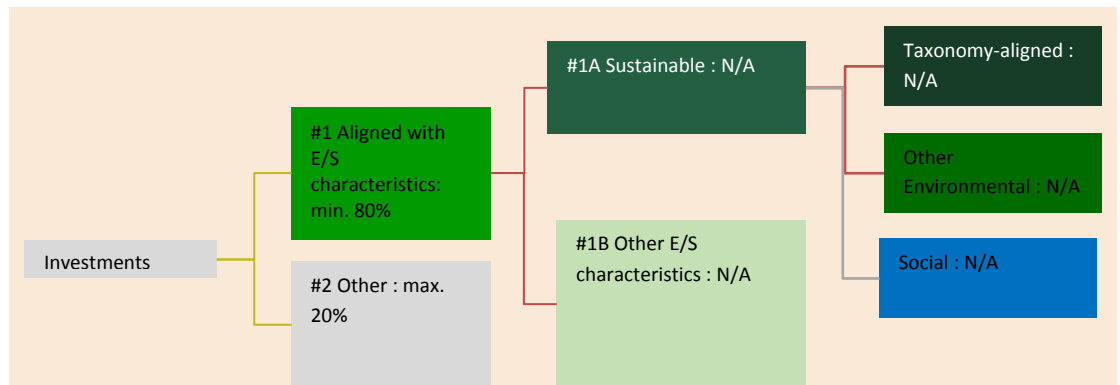 Investments
#1 Aligned with
E/S
characteristics:
min. 80%
#2 Other : max.
20%
#1A Sustainable : N/A
#1B Other E/S
characteristics : N/A
Taxonomy-aligned :
N/A
Other
Environmental : N/A
Social : N/A